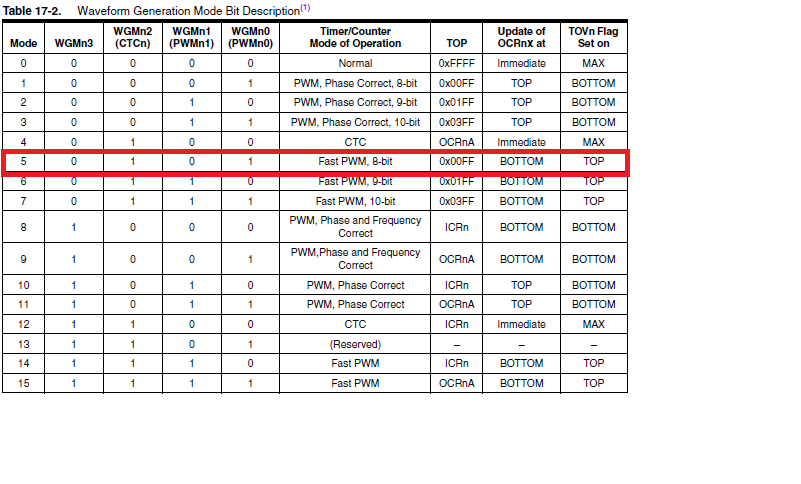 Table 17-2. Waveform Generation Mode Bit Description(1)
Mode WGMn3 WGMn2 (CTCn) WGMn1 (PWMn1) WGMn0 (PWMn0) Timer/Counter Mode of Operation TOP Update of OCRnX at TOVn Flag Set on
0 0 0 0 0 Normal 0xFFFF Immediate MAX
1 0 0 0 1 PWM, Phase Correct, 8-bit 0x00FF TOP BOTTOM
2 0 0 1 0 PWM, Phase Correct, 9-bit 0x01FF TOP BOTTOM
3 0 0 1 1 PWM, Phase Correct, 10-bit 0x03FF TOP BOTTOM
4 0 1 0 0 CTC OCRnA Immediate MAX
5 0 1 0 1 Fast PWM, 8-bit 0x00FF BOTTOM TOP
6 0 1 1 0 Fast PWM, 9-bit 0x01FF BOTTOM TOP
7 0 1 1 1 Fast PWM, 10-bit 0x03FF BOTTOM TOP
8 1 0 0 0 PWM, Phase and Frequency Correct ICRn BOTTOM BOTTOM
9 1 0 0 1 PWM,Phase and Frequency Correct OCRnA BOTTOM BOTTOM
10 1 0 1 0 PWM, Phase Correct ICRn TOP BOTTOM
11 1 0 1 1 PWM, Phase Correct OCRnA TOP BOTTOM
12 1 1 0 0 CTC ICRn Immediate MAX
13 1 1 0 1 (Reserved) – – –
14 1 1 1 0 Fast PWM ICRn BOTTOM TOP
15 1 1 1 1 Fast PWM OCRnA BOTTOM TOP